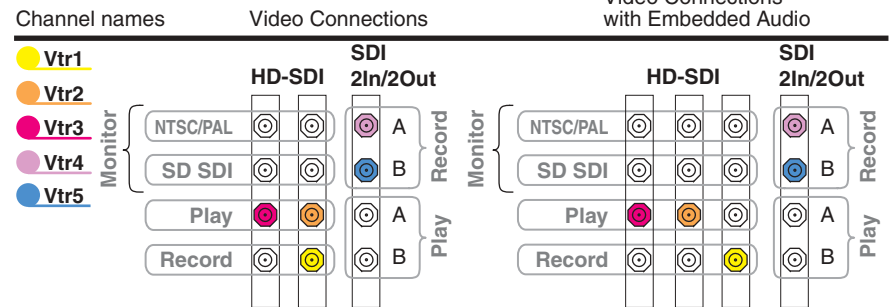 Channel names
Video Connections
Video Connections
with Embedded Audio
Vtr1
Vtr2
Vtr3
Vtr4
Vtr5
HD-SDI
SDI
2In/2Out
Monitor
NTSC/PAL
A
SD SDI
B
Record
Play
A
Record
B
Play
HD-SDI
SDI
2In/2Out
Monitor
NTSC/PAL
A
SD SDI
B
Record
Play
A
Record
B
Play